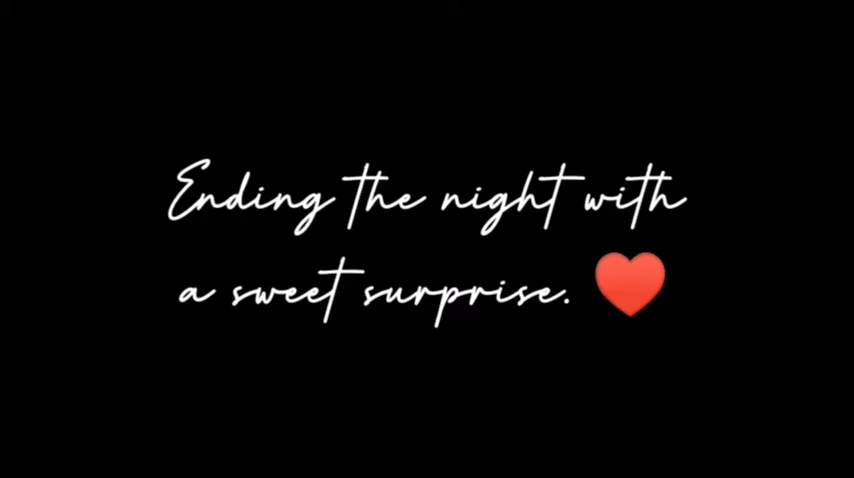 Ending the night with
a sweet surprise. ♥️